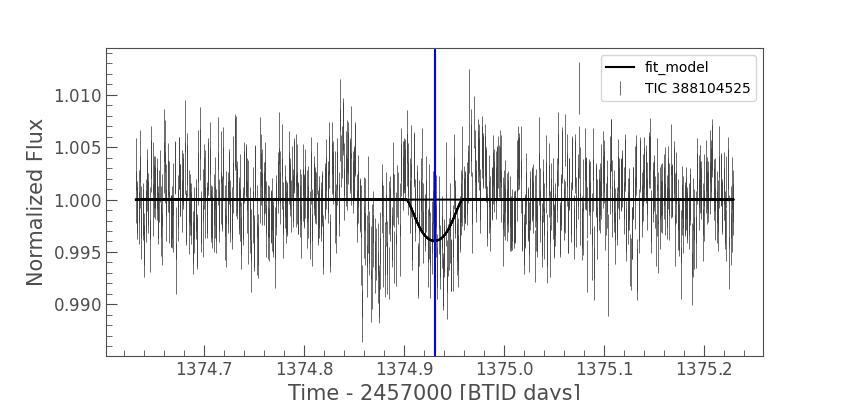 fit_model
TIC 388104525
Normalized Flux
1.010
1.005
1.000
0.995
0.990
1374.7 1374.8 1374.9 1375.0 1375.1 1375.2
Time - 2457000 [BTJD days]